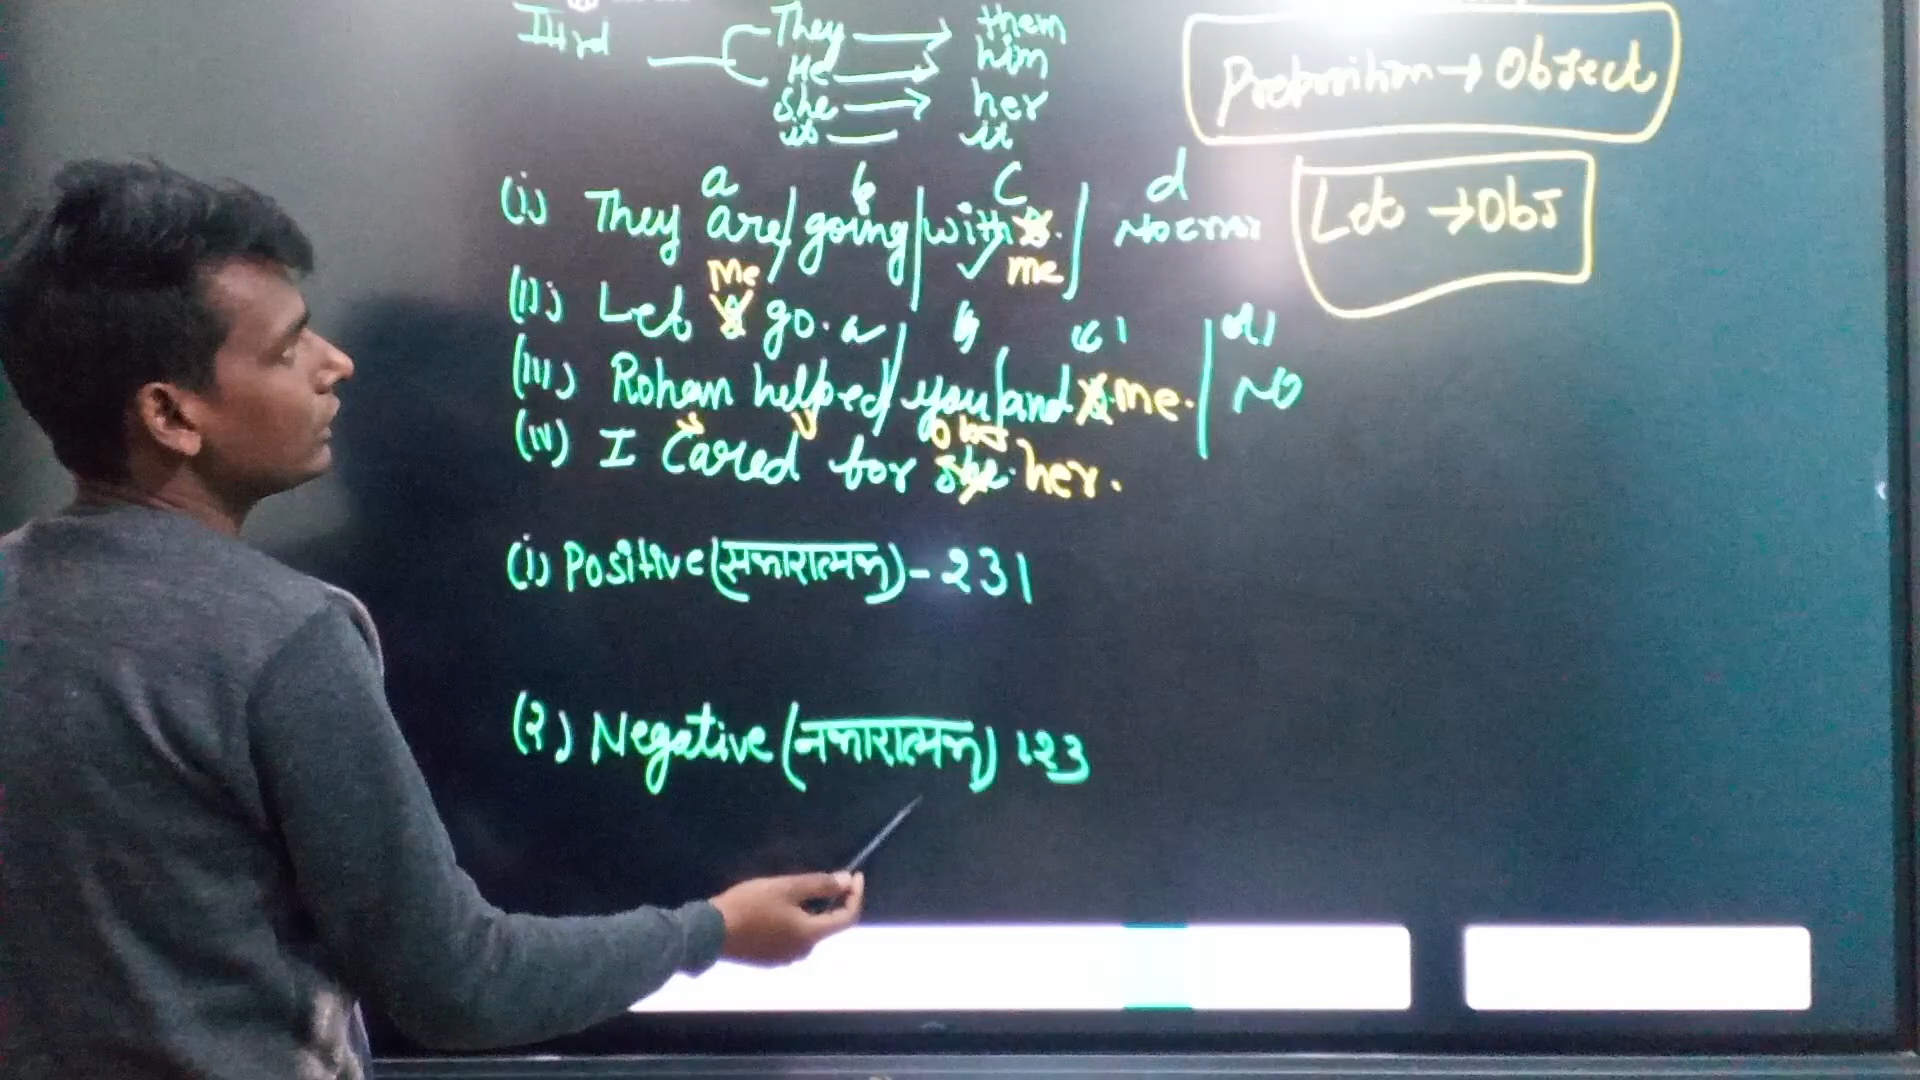 IIIrd They → them
He → him
she → her
it — it
Preposition → Object
Let → Obj
a b c d
(i) They are/ going/ with I. / No error
me
me
(ii) Let I go.
a b c d
(iii) Rohan helped/ you/ and I me. / NO
V Obj
(iv) I cared for she. her.
(i) Positive (सकारात्मक) - 231
(२) Negative (नकारात्मक) 123